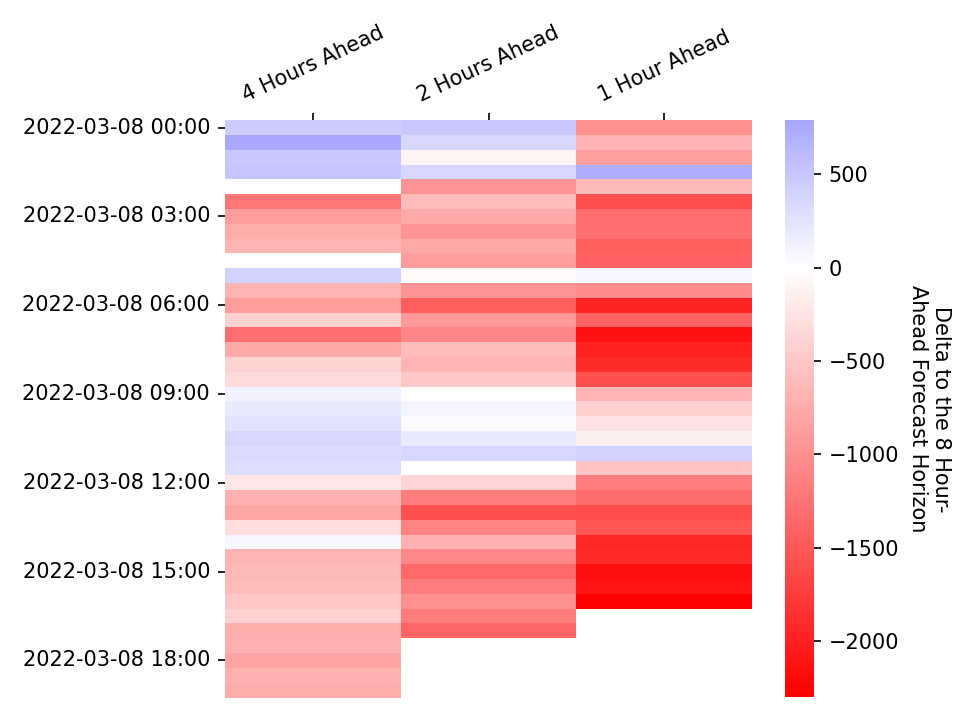 4 Hours Ahead
2 Hours Ahead
1 Hour Ahead
2022-03-08 00:00
2022-03-08 03:00
2022-03-08 06:00
2022-03-08 09:00
2022-03-08 12:00
2022-03-08 15:00
2022-03-08 18:00
500
0
−500
−1000
−1500
−2000
Delta to the 8 Hour-
Ahead Forecast Horizon